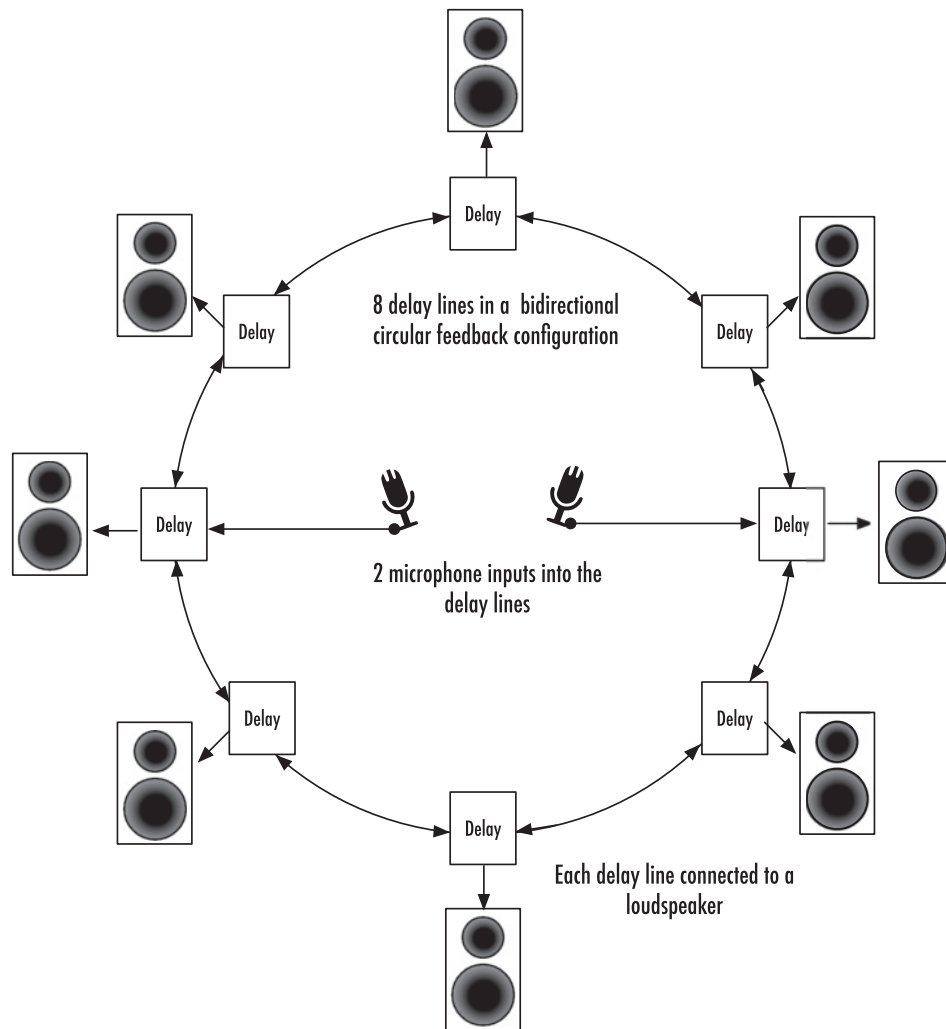 Delay
Delay
Delay
8 delay lines in a bidirectional
circular feedback configuration
Delay
Delay
2 microphone inputs into the
delay lines
Delay
Delay
Delay
Each delay line connected to a
loudspeaker